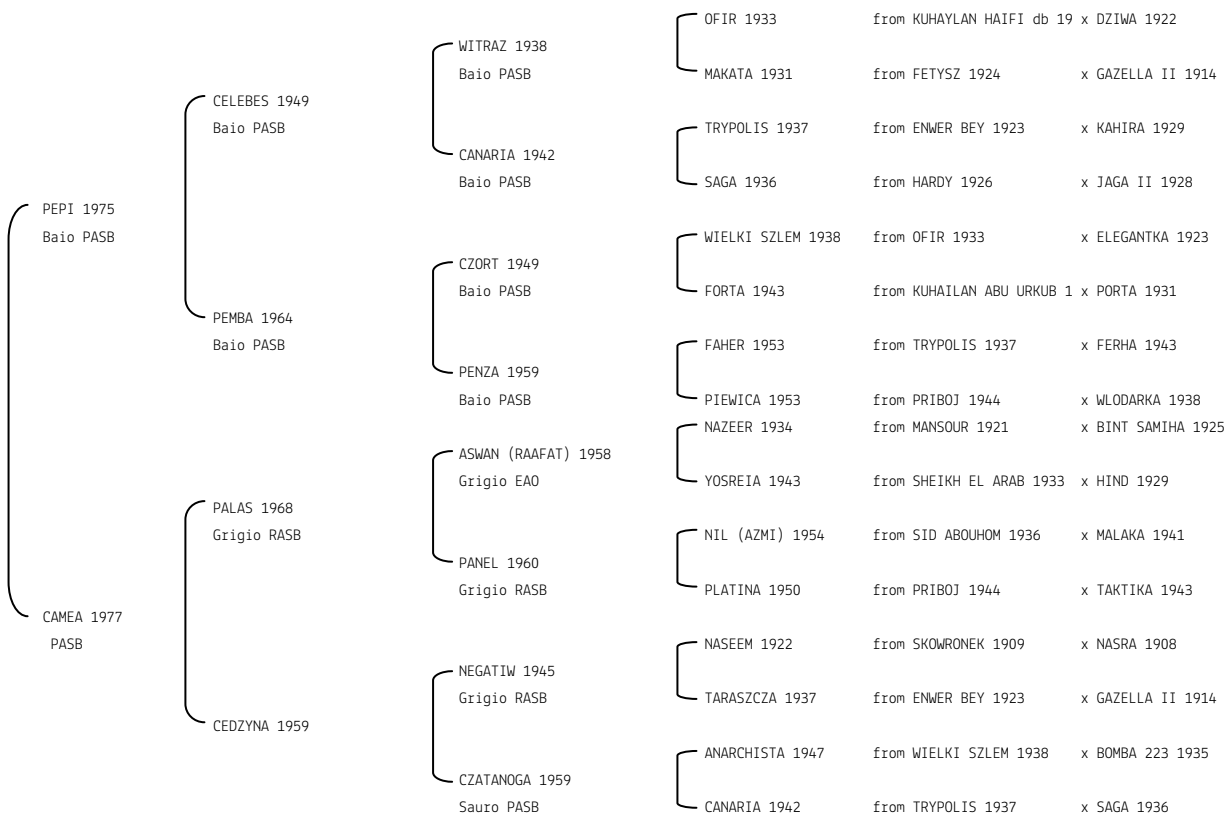 OFIR 1933 from KUHAYLAN HAIFI db 19 x DZIWA 1922
WITRAZ 1938
Baio PASB
MAKATA 1931 from FETYSZ 1924 x GAZELLA II 1914
CELEBES 1949
Baio PASB
TRYPOLIS 1937 from ENWER BEY 1923 x KAHIRA 1929
CANARIA 1942
Baio PASB
SAGA 1936 from HARDY 1926 x JAGA II 1928
PEPI 1975
Baio PASB
WIELKI SZLEM 1938 from OFIR 1933 x ELEGANTKA 1923
CZORT 1949
Baio PASB
FORTA 1943 from KUHAILAN ABU URKUB 1 x PORTA 1931
PEMBA 1964
Baio PASB
FAHER 1953 from TRYPOLIS 1937 x FERHA 1943
PENZA 1959
Baio PASB
PIEWICA 1953 from PRIBOJ 1944 x WLODARKA 1938
NAZEER 1934 from MANSOUR 1921 x BINT SAMIHA 1925
ASWAN (RAAFAT) 1958
Grigio EAO
YOSREIA 1943 from SHEIKH EL ARAB 1933 x HIND 1929
PALAS 1968
Grigio RASB
NIL (AZMI) 1954 from SID ABOUHOM 1936 x MALAKA 1941
PANEL 1960
Grigio RASB
PLATINA 1950 from PRIBOJ 1944 x TAKTIKA 1943
CAMEA 1977
PASB
NASEEM 1922 from SKOWRONEK 1909 x NASRA 1908
NEGATIW 1945
Grigio RASB
TARASZCZA 1937 from ENWER BEY 1923 x GAZELLA II 1914
CEDZYNA 1959
ANARCHISTA 1947 from WIELKI SZLEM 1938 x BOMBA 223 1935
CZATANOGA 1959
Sauro PASB
CANARIA 1942 from TRYPOLIS 1937 x SAGA 1936